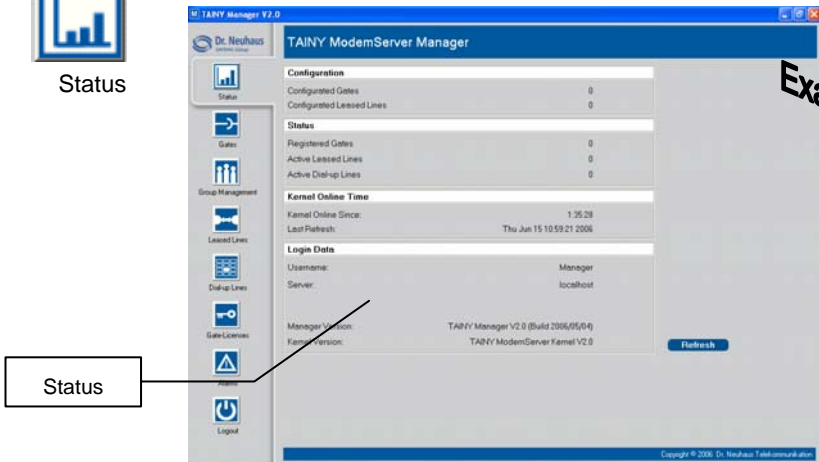 Status
TAINY Manager V2.0
Dr. Neuhaus
TAINY ModemServer Manager
Status
Gates
Group Management
Leased Lines
Dial-up Lines
Gate-Licenses
Alarms
Logout
Configuration
Configurated Gates 0
Configurated Leased Lines 0
Status
Registered Gates 0
Active Leased Lines 0
Active Dial-up Lines 0
Kernel Online Time
Kernel Online Since: 1:35:28
Last Refresh: Thu Jun 15 10:59:21 2006
Login Data
Username: Manager
Server: localhost
Manager Version: TAINY Manager V2.0 (Build 2006/05/04)
Kernel Version: TAINY ModemServer Kernel V2.0
Refresh
Copyright © 2006 Dr. Neuhaus Telekommunikation
Exa
Status